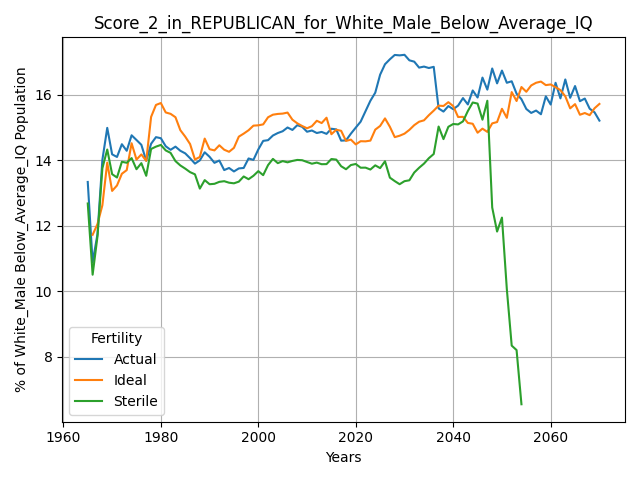 Score_2_in_REPUBLICAN_for_White_Male_Below_Average_IQ
% of White_Male Below_Average_IQ Population
16
14
12
10
8
Fertility
Actual
Ideal
Sterile
1960
1980
2000
2020
2040
2060
Years